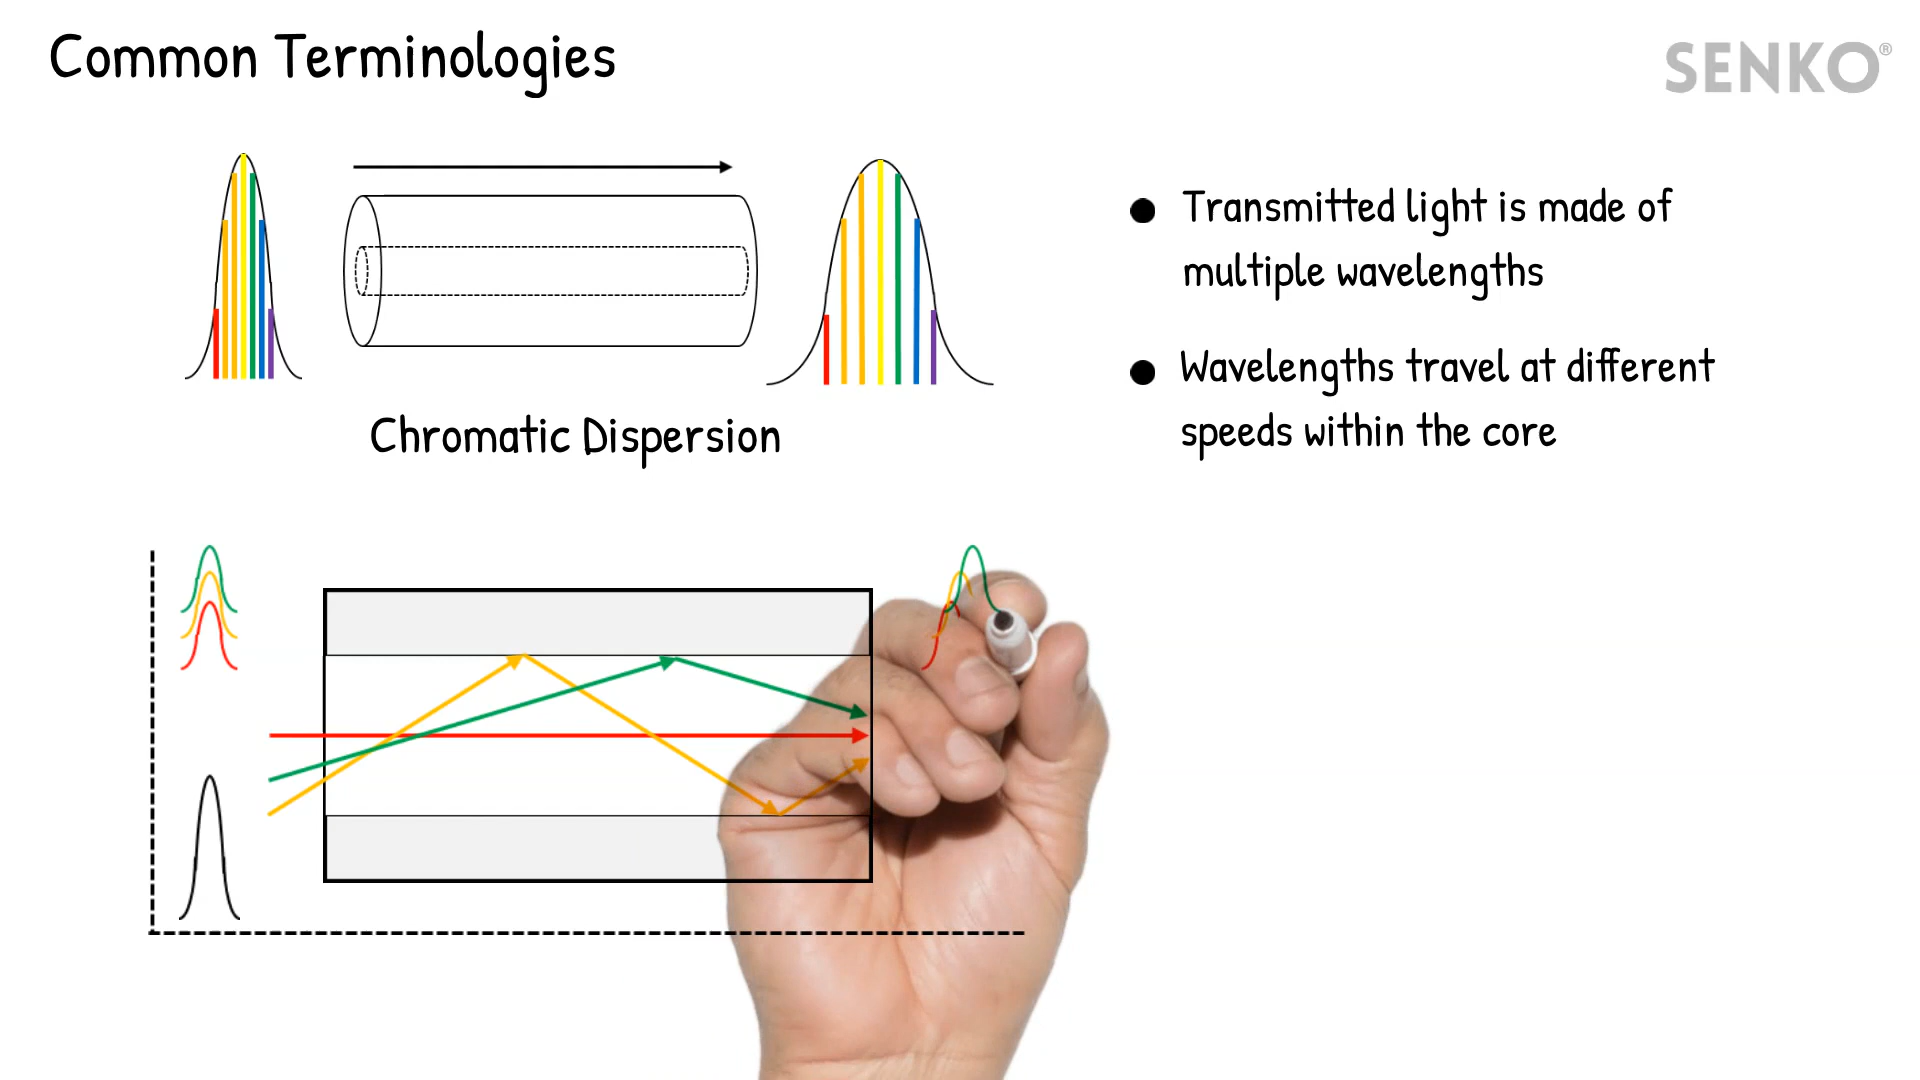 Common Terminologies
SENKO®
Transmitted light is made of
multiple wavelengths
Wavelengths travel at different
speeds within the core
Chromatic Dispersion